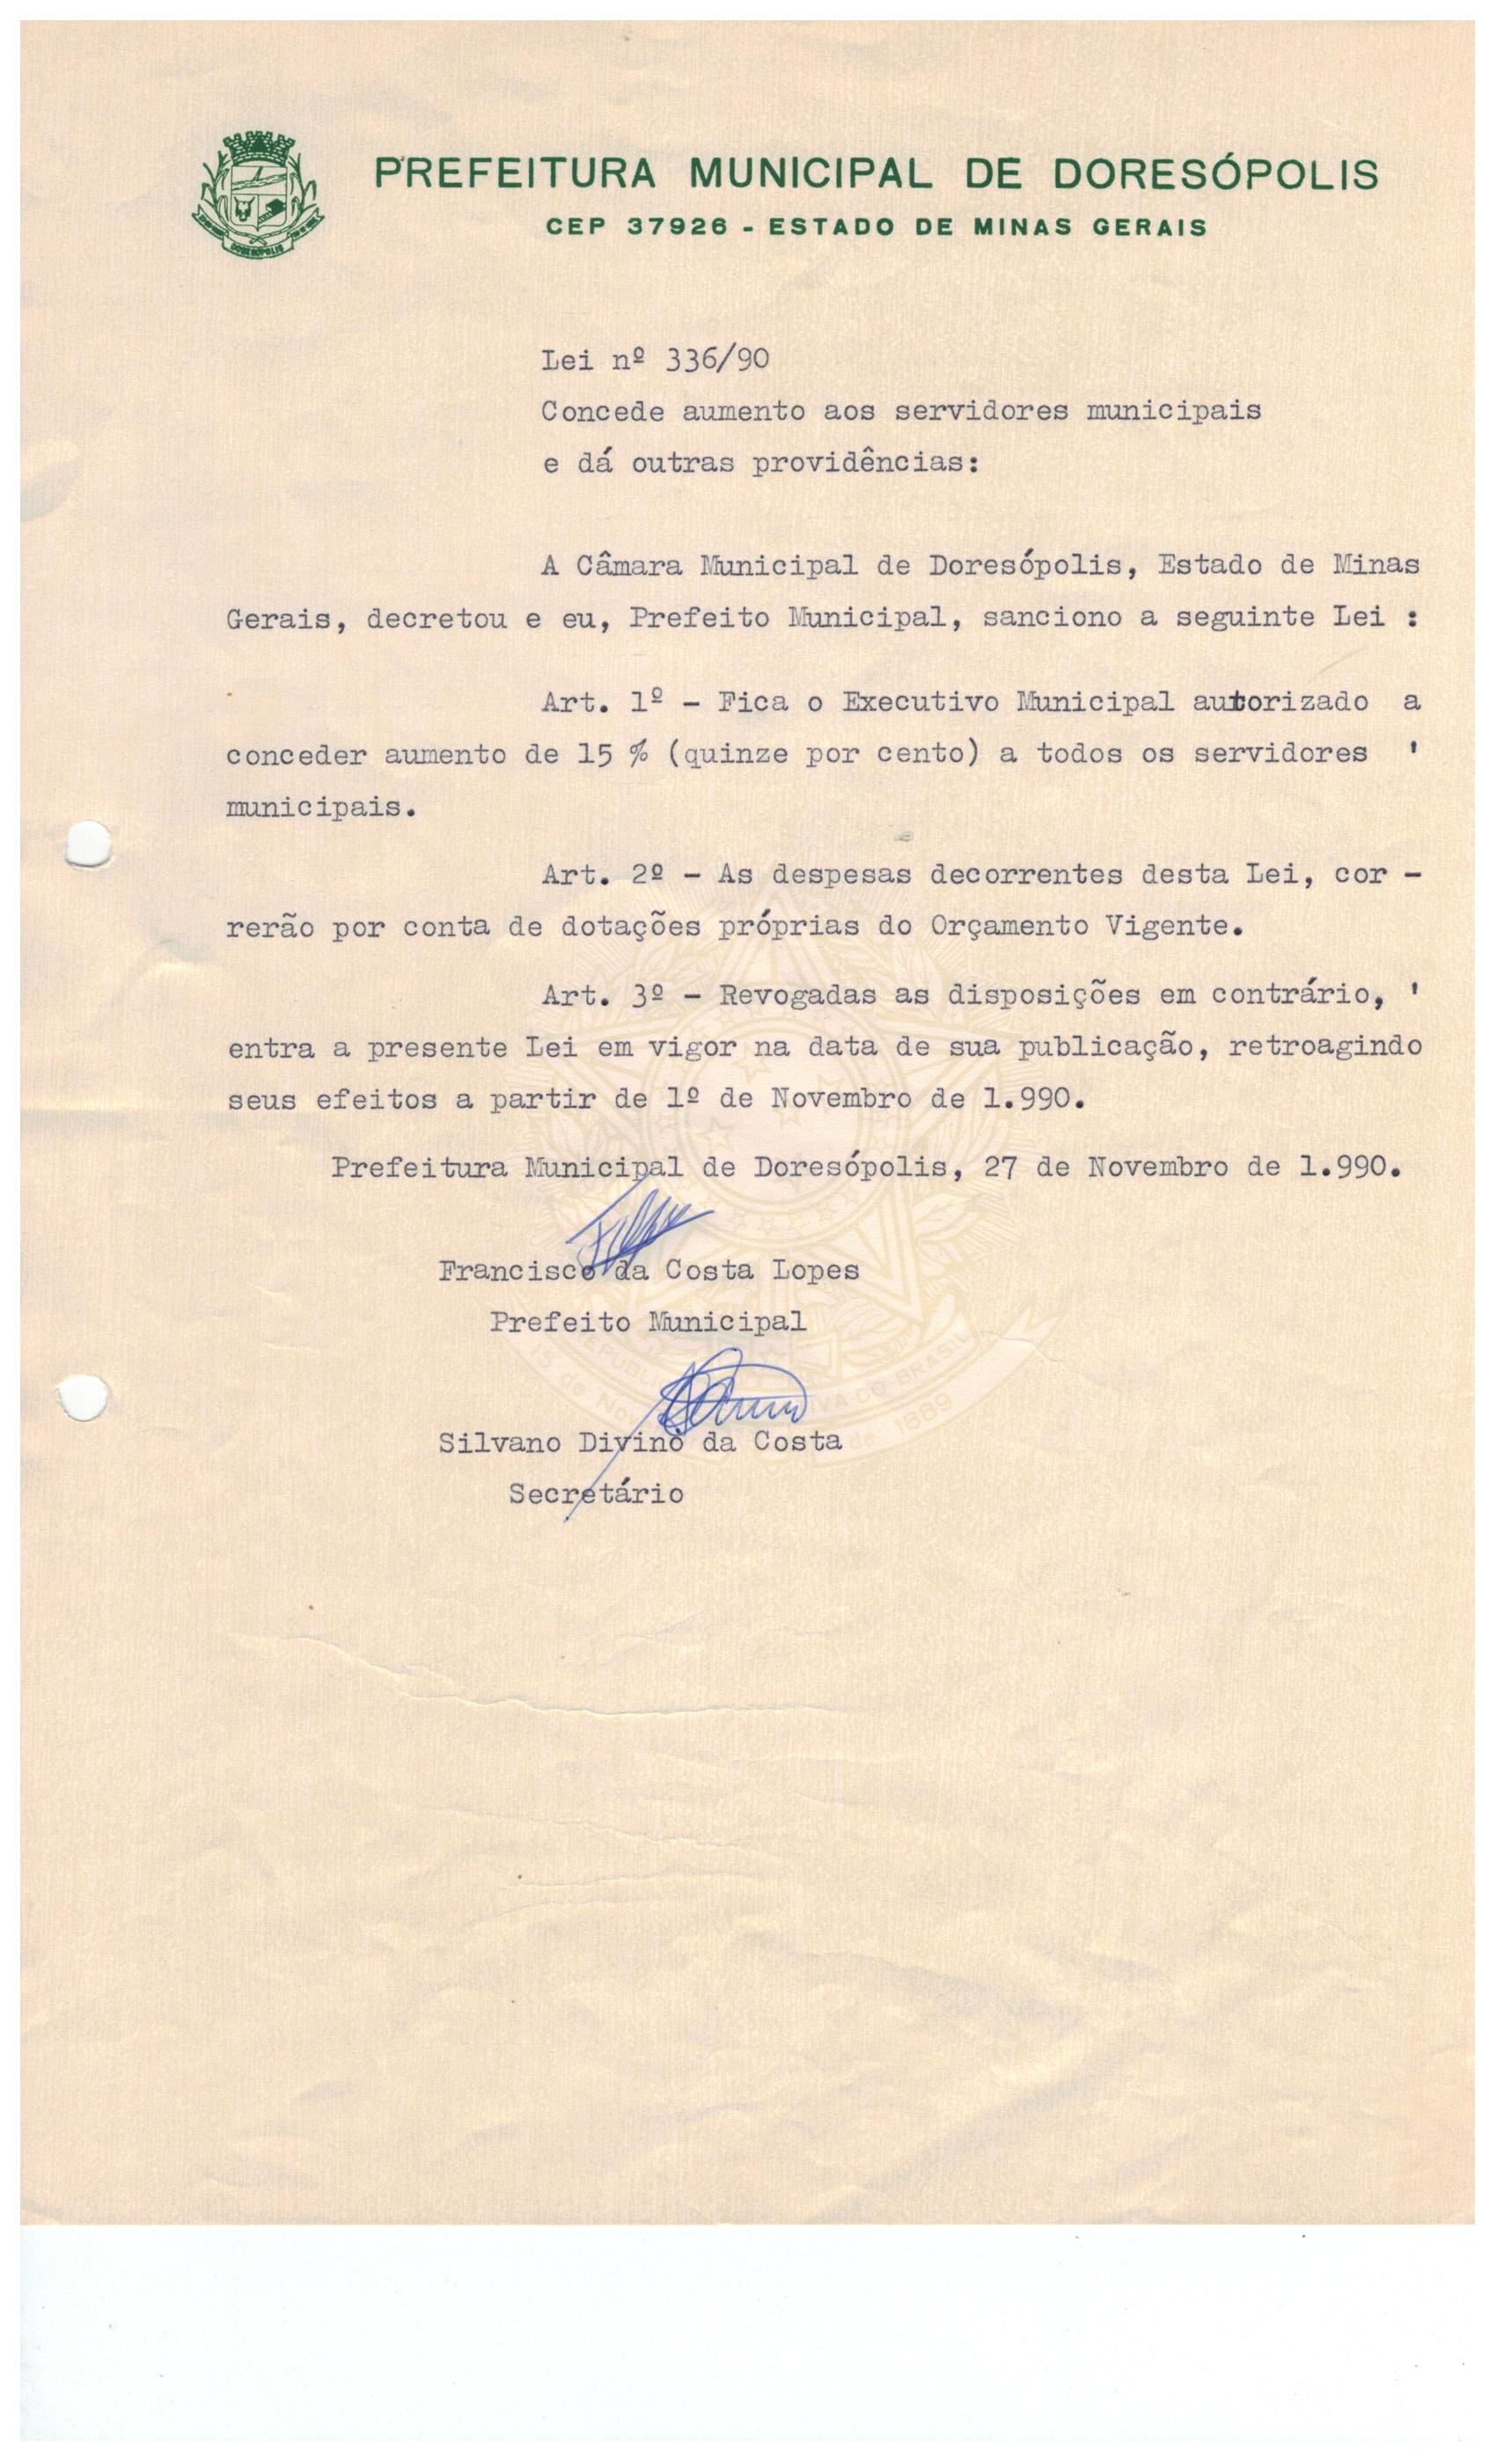 PREFEITURA MUNICIPAL DE DORESÓPOLIS
CEP 37926 - ESTADO DE MINAS GERAIS
DORESÓPOLIS
Lei nº 336/90
Concede aumento aos servidores municipais
e dá outras providências:
A Câmara Municipal de Doresópolis, Estado de Minas
Gerais, decretou e eu, Prefeito Municipal, sanciono a seguinte Lei :
Art. 1º - Fica o Executivo Municipal autorizado a
conceder aumento de 15 % (quinze por cento) a todos os servidores '
municipais.
Art. 2º - As despesas decorrentes desta Lei, cor -
rerão por conta de dotações próprias do Orçamento Vigente.
Art. 3º - Revogadas as disposições em contrário, '
entra a presente Lei em vigor na data de sua publicação, retroagindo
seus efeitos a partir de 1º de Novembro de 1.990.
Prefeitura Municipal de Doresópolis, 27 de Novembro de 1.990.
Francisco da Costa Lopes
Prefeito Municipal
Silvano Divino da Costa
Secretário